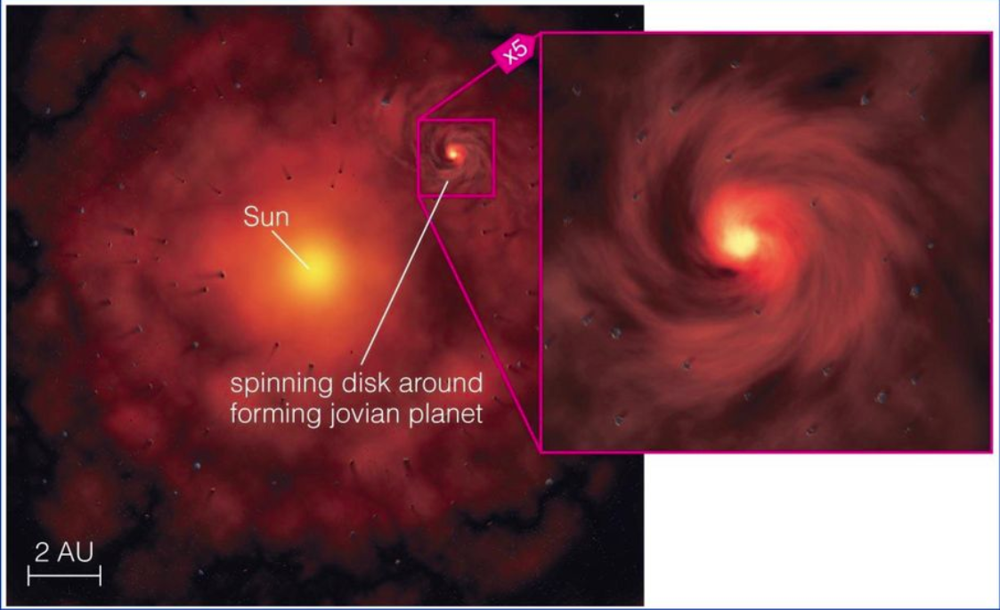 x5
Sun
spinning disk around
forming jovian planet
2 AU